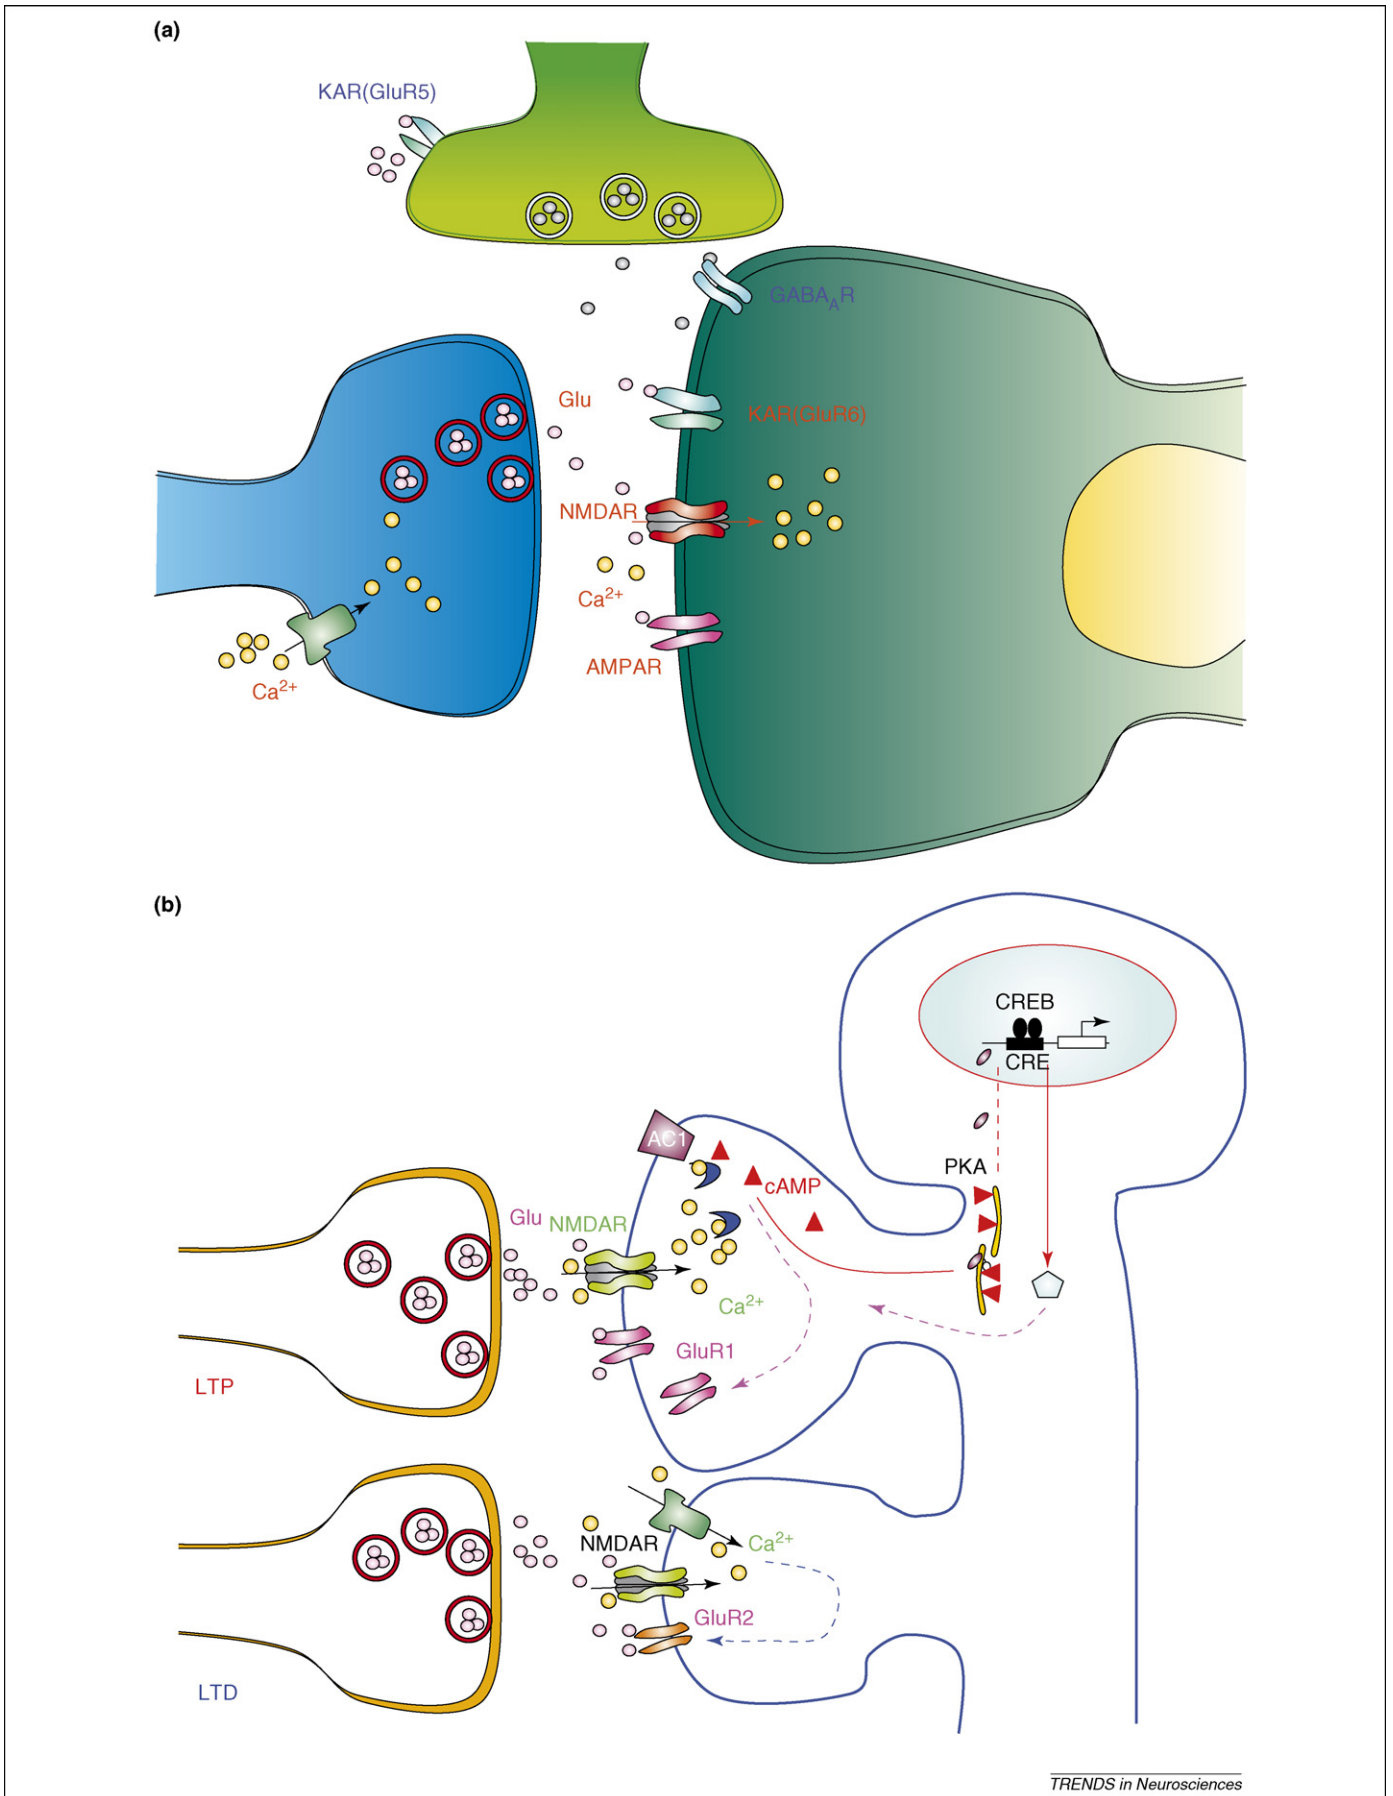 (a)
KAR(GluR5)
GABA_AR
Glu
KAR(GluR6)
NMDAR
Ca²⁺
AMPAR
Ca²⁺
(b)
CREB
CRE
AC1
PKA
cAMP
Glu NMDAR
Ca²⁺
GluR1
LTP
NMDAR
Ca²⁺
GluR2
LTD
TRENDS in Neurosciences